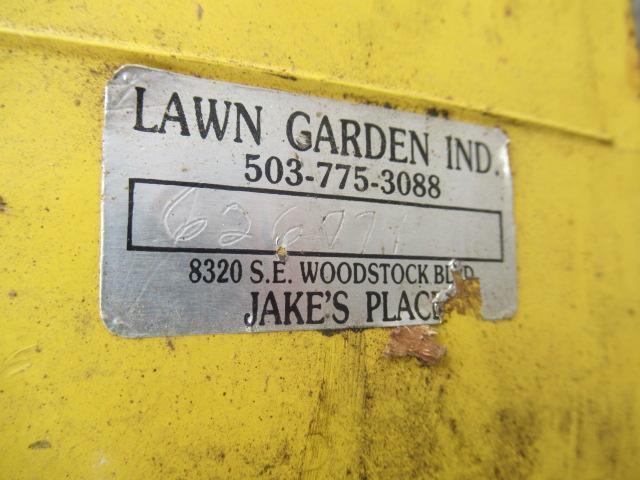 LAWN GARDEN IND.
503-775-3088
8320 S.E. WOODSTOCK BLVD.
JAKE'S PLACE